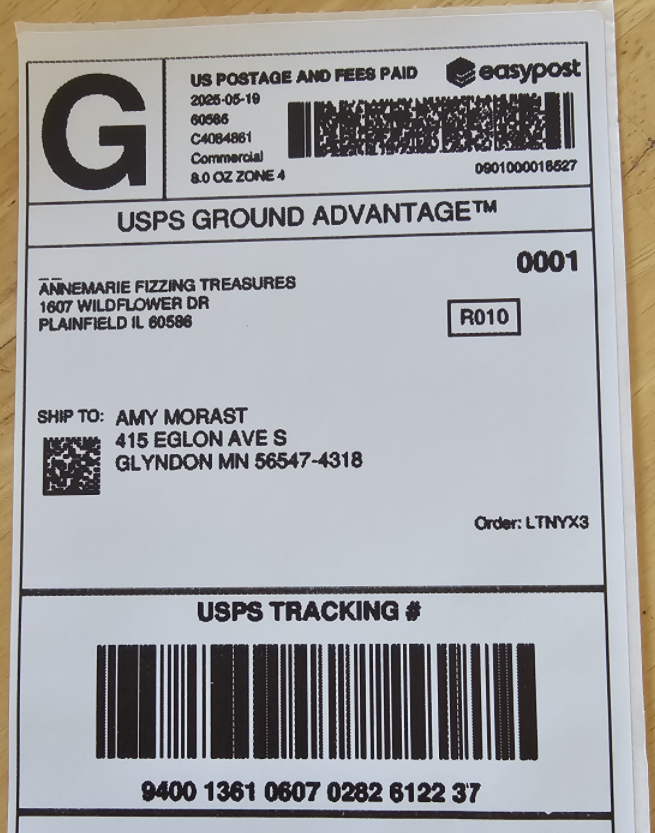 G
US POSTAGE AND FEES PAID
easypost
2025-05-19
60586
C4084861
Commercial
8.0 OZ ZONE 4
0901000016527
USPS GROUND ADVANTAGE™
0001
ANNEMARIE FIZZING TREASURES
1607 WILDFLOWER DR
PLAINFIELD IL 60586
R010
SHIP TO: AMY MORAST
415 EGLON AVE S
GLYNDON MN 56547-4318
Order: LTNYX3
USPS TRACKING #
9400 1361 0607 0282 6122 37